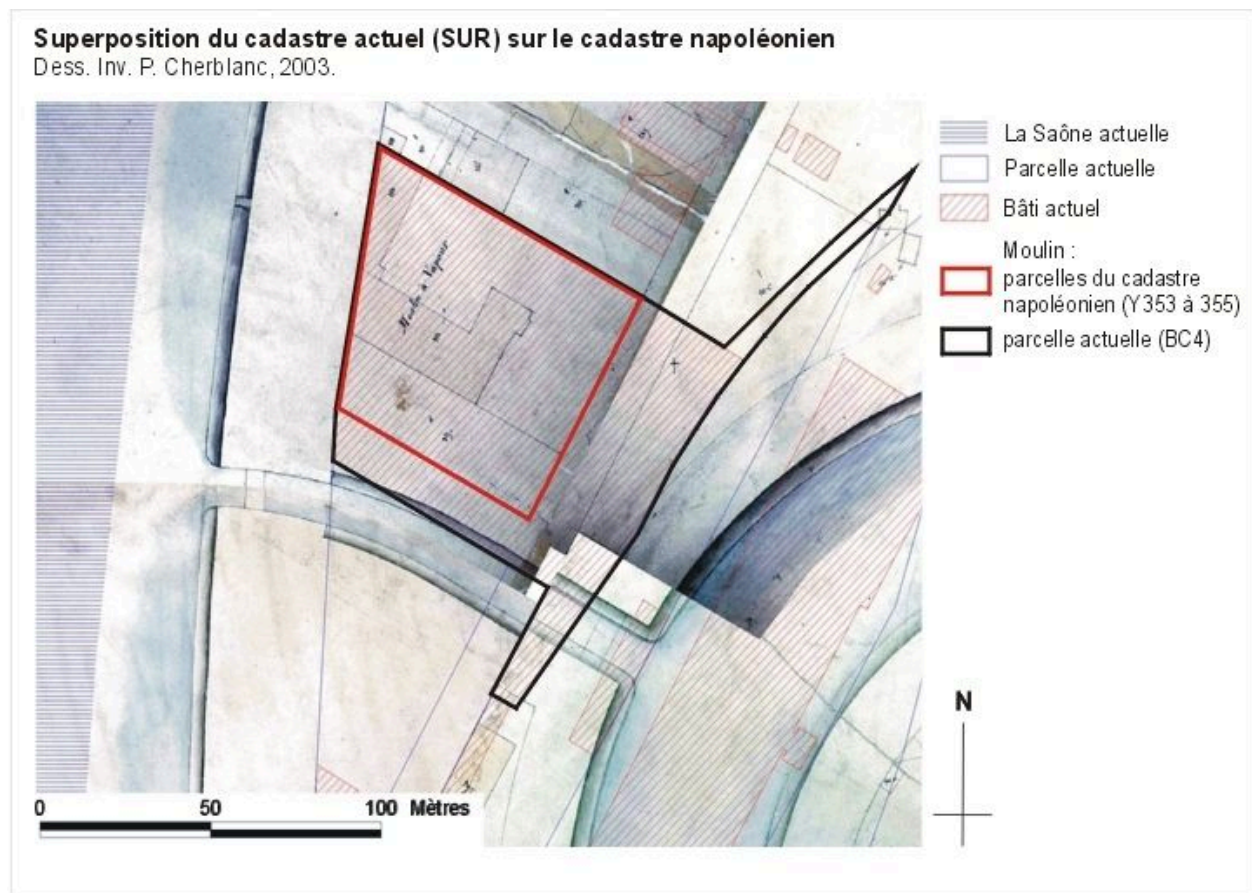 Superposition du cadastre actuel (SUR) sur le cadastre napoléonien
Dess. Inv. P. Cherblanc, 2003.
La Saône actuelle
Parcelle actuelle
Bâti actuel
Moulin :
parcelles du cadastre
napoléonien (Y353 à 355)
parcelle actuelle (BC4)
Moulin à Vapeur
N
0 50 100 Mètres